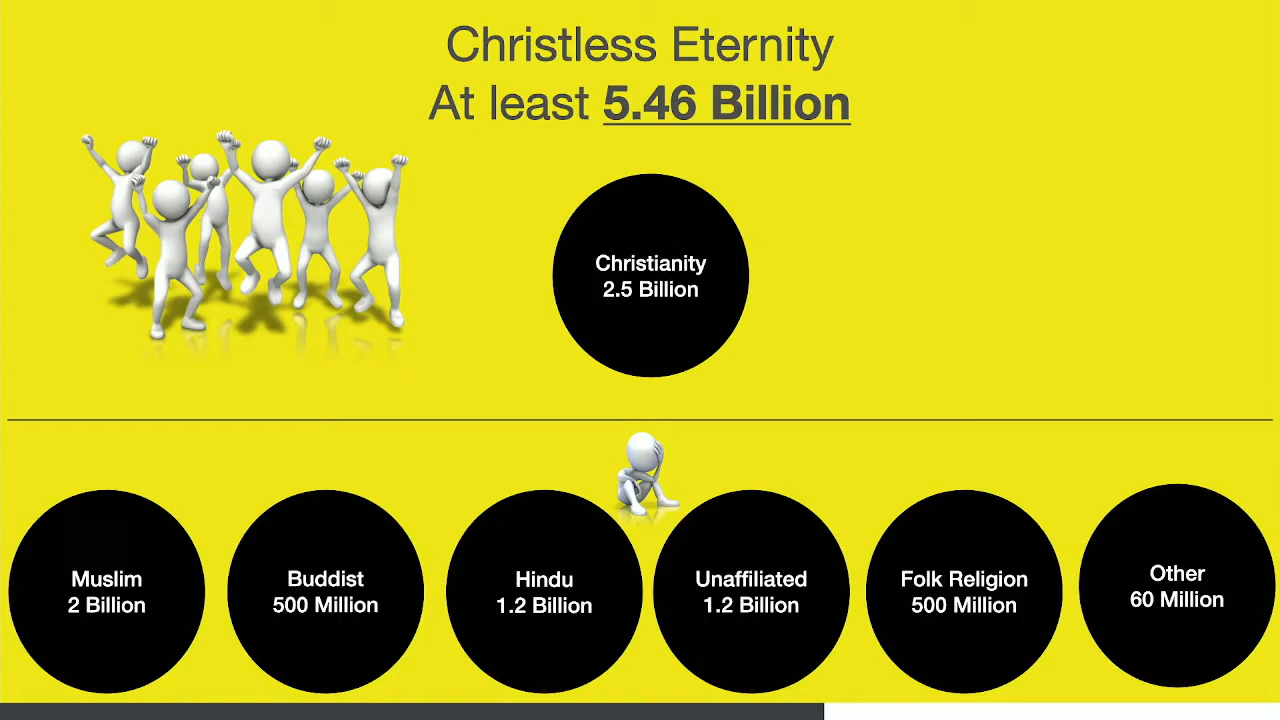 Christless Eternity
At least 5.46 Billion
Christianity
2.5 Billion
Muslim
2 Billion
Buddist
500 Million
Hindu
1.2 Billion
Unaffiliated
1.2 Billion
Folk Religion
500 Million
Other
60 Million